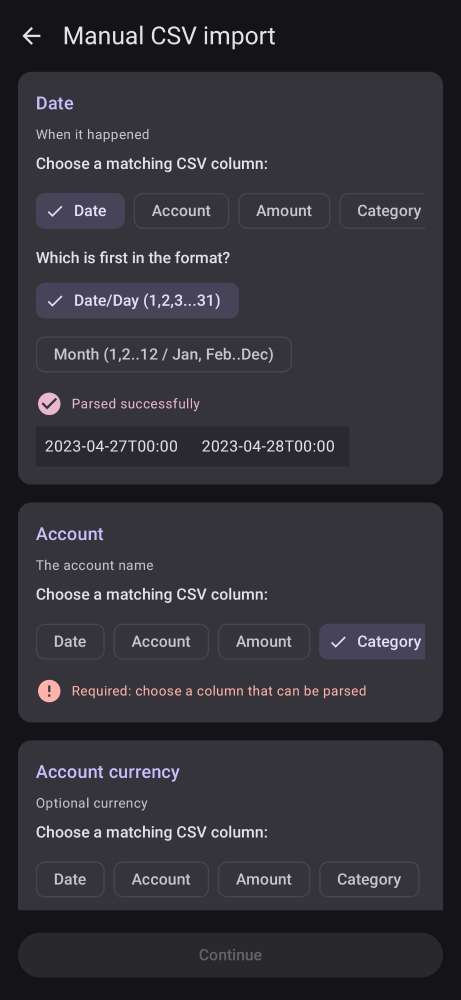 Manual CSV import
Date
When it happened
Choose a matching CSV column:
Date Account Amount Category
Which is first in the format?
Date/Day (1,2,3...31)
Month (1,2..12 / Jan, Feb..Dec)
Parsed successfully
2023-04-27T00:00 2023-04-28T00:00
Account
The account name
Choose a matching CSV column:
Date Account Amount Category
Required: choose a column that can be parsed
Account currency
Optional currency
Choose a matching CSV column:
Date Account Amount Category
Continue